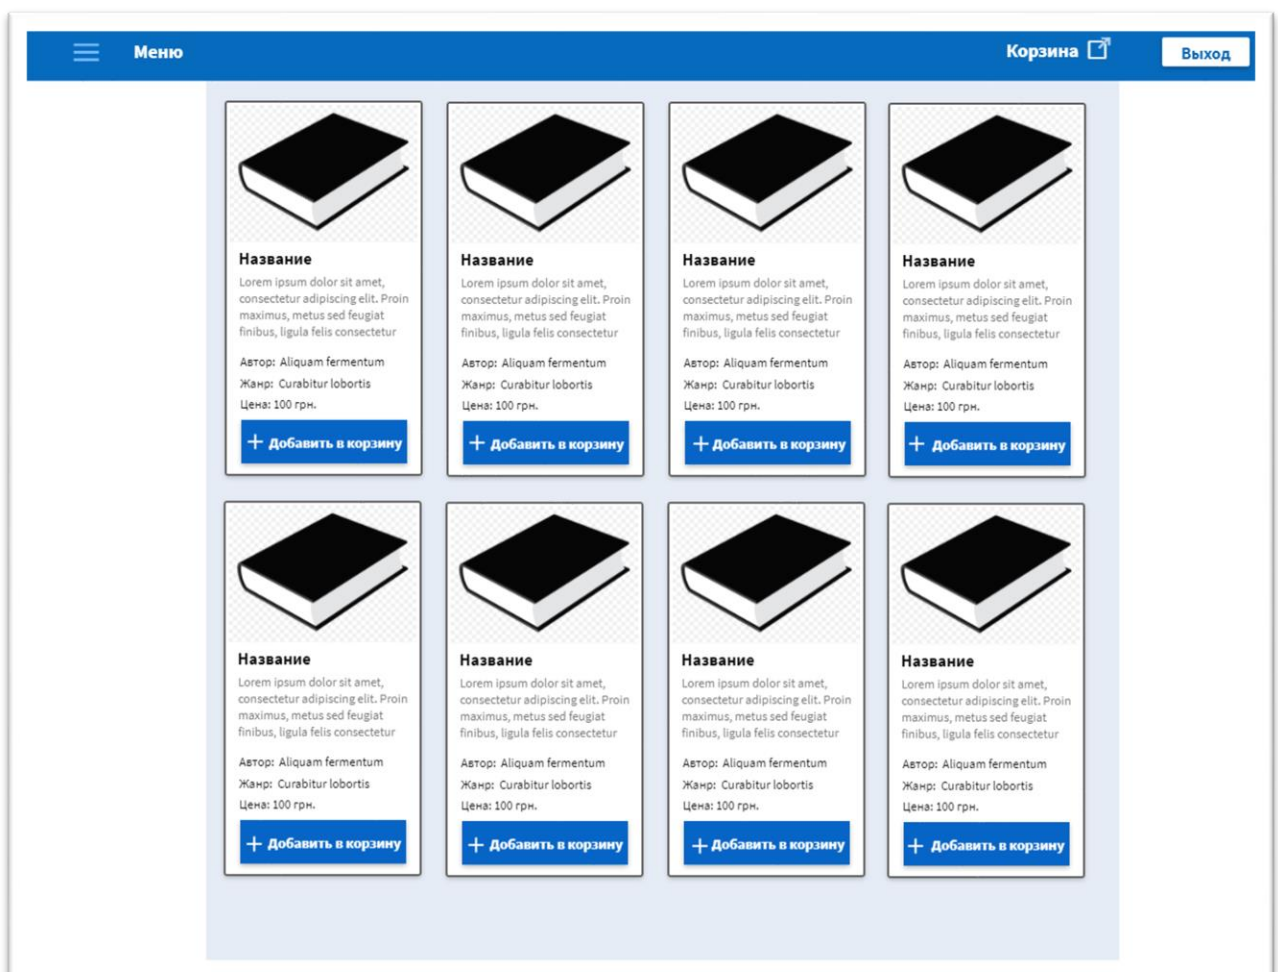 Меню
Корзина
Выход
Название
Lorem ipsum dolor sit amet,
consectetur adipiscing elit. Proin
maximus, metus sed feugiat
finibus, ligula felis consectetur
Автор: Aliquam fermentum
Жанр: Curabitur lobortis
Цена: 100 грн.
+ Добавить в корзину
Название
Lorem ipsum dolor sit amet,
consectetur adipiscing elit. Proin
maximus, metus sed feugiat
finibus, ligula felis consectetur
Автор: Aliquam fermentum
Жанр: Curabitur lobortis
Цена: 100 грн.
+ Добавить в корзину
Название
Lorem ipsum dolor sit amet,
consectetur adipiscing elit. Proin
maximus, metus sed feugiat
finibus, ligula felis consectetur
Автор: Aliquam fermentum
Жанр: Curabitur lobortis
Цена: 100 грн.
+ Добавить в корзину
Название
Lorem ipsum dolor sit amet,
consectetur adipiscing elit. Proin
maximus, metus sed feugiat
finibus, ligula felis consectetur
Автор: Aliquam fermentum
Жанр: Curabitur lobortis
Цена: 100 грн.
+ Добавить в корзину
Название
Lorem ipsum dolor sit amet,
consectetur adipiscing elit. Proin
maximus, metus sed feugiat
finibus, ligula felis consectetur
Автор: Aliquam fermentum
Жанр: Curabitur lobortis
Цена: 100 грн.
+ Добавить в корзину
Название
Lorem ipsum dolor sit amet,
consectetur adipiscing elit. Proin
maximus, metus sed feugiat
finibus, ligula felis consectetur
Автор: Aliquam fermentum
Жанр: Curabitur lobortis
Цена: 100 грн.
+ Добавить в корзину
Название
Lorem ipsum dolor sit amet,
consectetur adipiscing elit. Proin
maximus, metus sed feugiat
finibus, ligula felis consectetur
Автор: Aliquam fermentum
Жанр: Curabitur lobortis
Цена: 100 грн.
+ Добавить в корзину
Название
Lorem ipsum dolor sit amet,
consectetur adipiscing elit. Proin
maximus, metus sed feugiat
finibus, ligula felis consectetur
Автор: Aliquam fermentum
Жанр: Curabitur lobortis
Цена: 100 грн.
+ Добавить в корзину